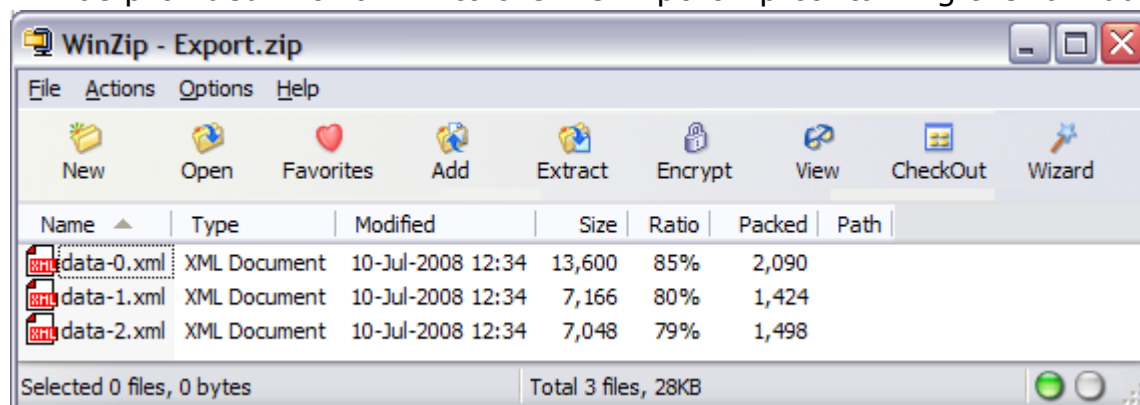 WinZip - Export.zip
File Actions Options Help
New Open Favorites Add Extract Encrypt View CheckOut Wizard
Name Type Modified Size Ratio Packed Path
data-0.xml XML Document 10-Jul-2008 12:34 13,600 85% 2,090
data-1.xml XML Document 10-Jul-2008 12:34 7,166 80% 1,424
data-2.xml XML Document 10-Jul-2008 12:34 7,048 79% 1,498
Selected 0 files, 0 bytes Total 3 files, 28KB